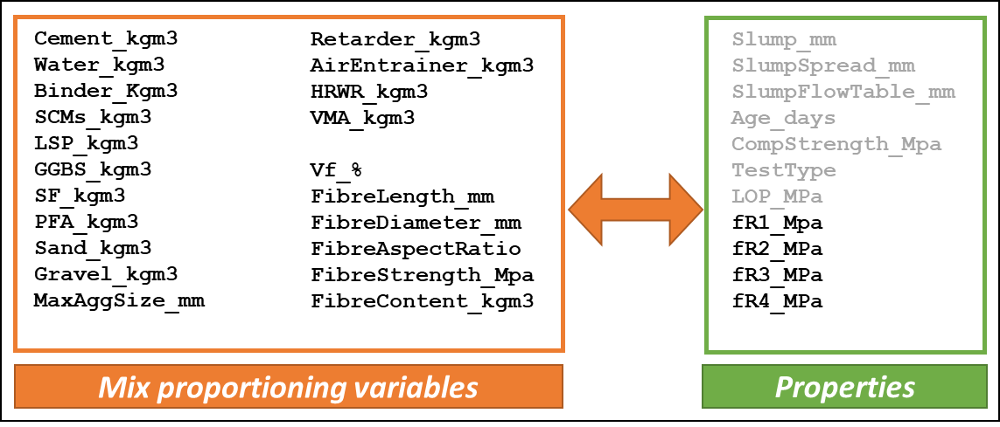 Cement_kgm3
Water_kgm3
Binder_Kgm3
SCMs_kgm3
LSP_kgm3
GGBS_kgm3
SF_kgm3
PFA_kgm3
Sand_kgm3
Gravel_kgm3
MaxAggSize_mm
Retarder_kgm3
AirEntrainer_kgm3
HRWR_kgm3
VMA_kgm3
Vf_%
FibreLength_mm
FibreDiameter_mm
FibreAspectRatio
FibreStrength_Mpa
FibreContent_kgm3
Mix proportioning variables
Slump_mm
SlumpSpread_mm
SlumpFlowTable_mm
Age_days
CompStrength_Mpa
TestType
LOP_MPa
fR1_Mpa
fR2_MPa
fR3_MPa
fR4_MPa
Properties